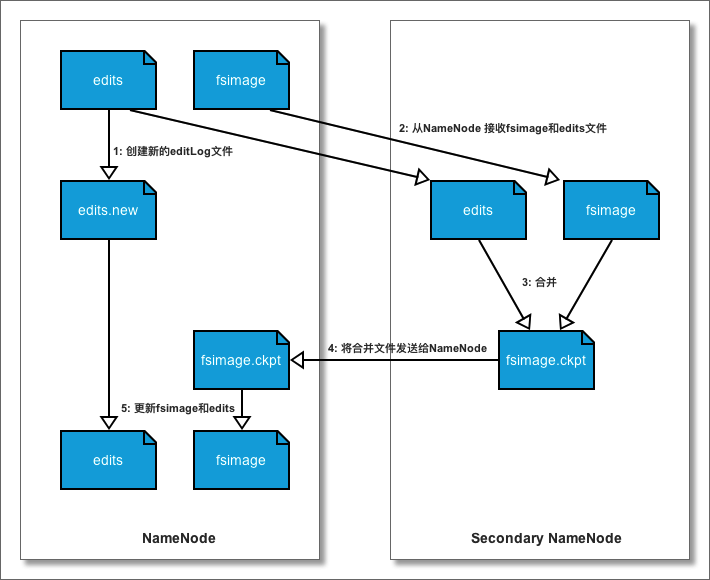 edits
fsimage
2: 从NameNode 接收fsimage和edits文件
1: 创建新的editLog文件
edits.new
edits
fsimage
3: 合并
4: 将合并文件发送给NameNode
fsimage.ckpt
fsimage.ckpt
5: 更新fsimage和edits
edits
fsimage
NameNode
Secondary NameNode